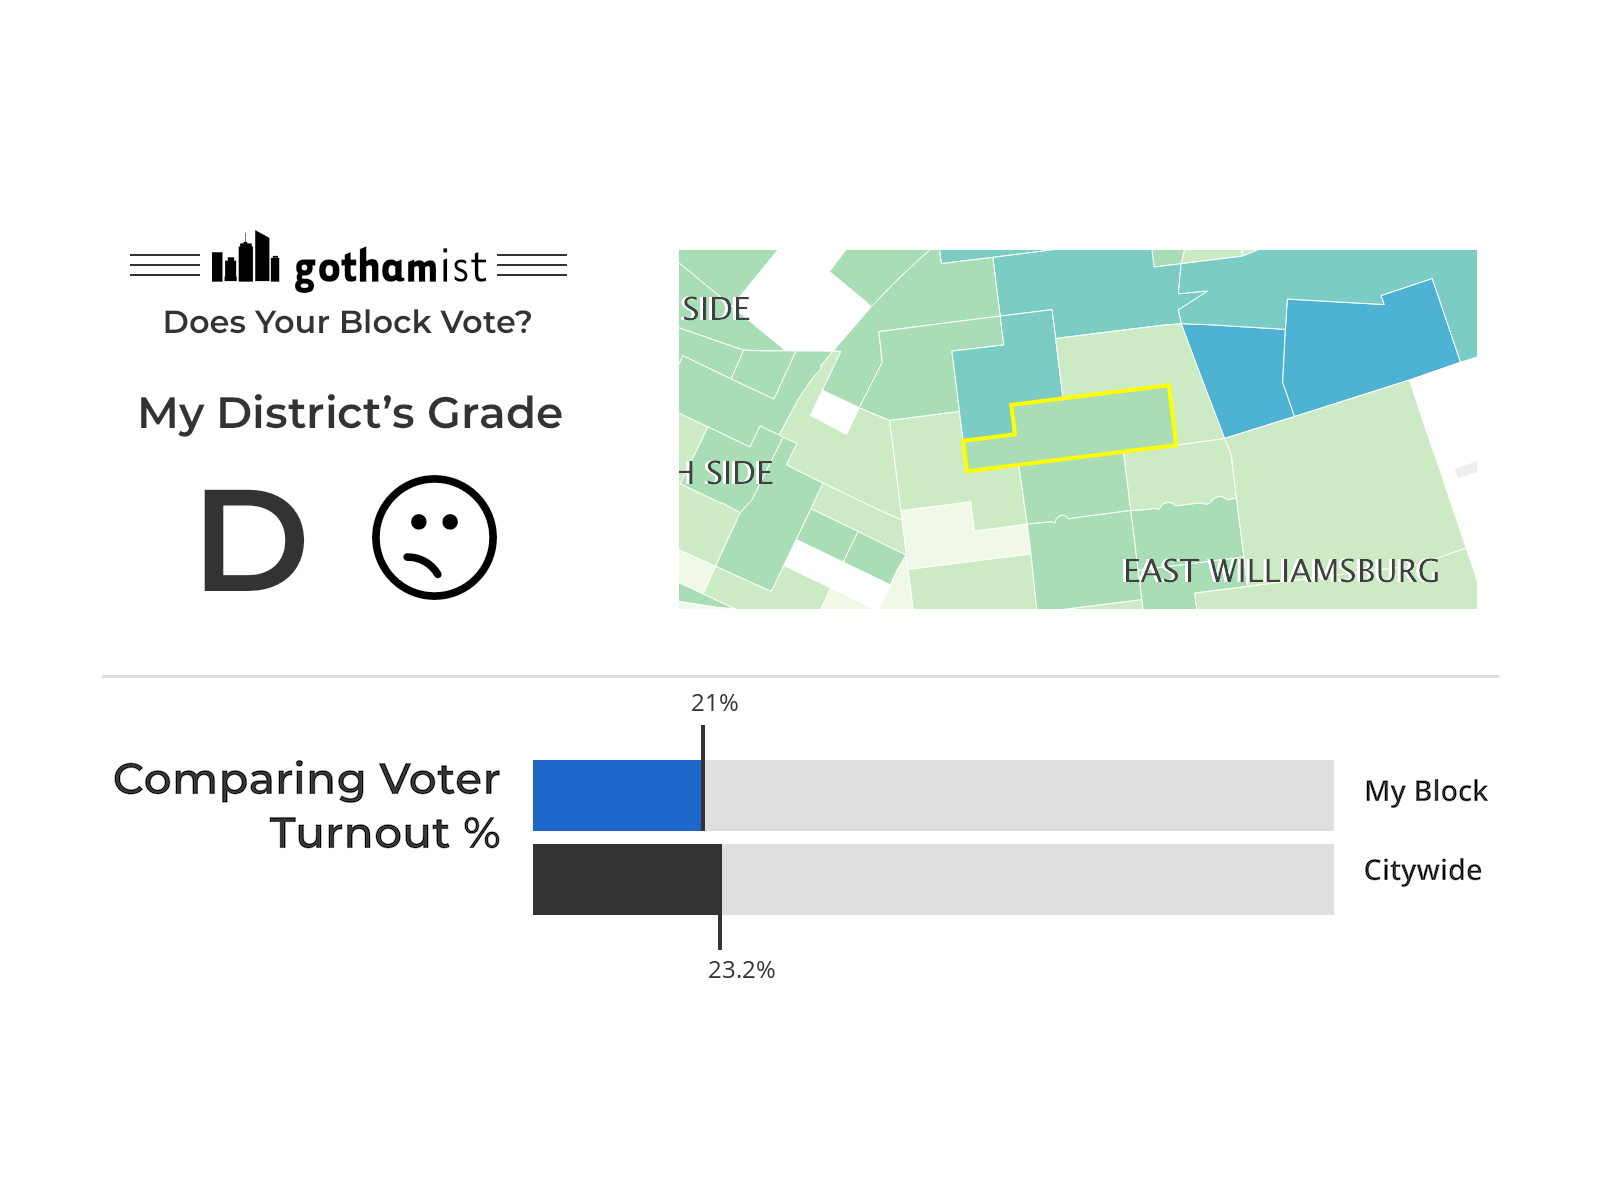 gothamist
Does Your Block Vote?
My District's Grade
D
SIDE
H SIDE
EAST WILLIAMSBURG
21%
Comparing Voter
Turnout %
My Block
Citywide
23.2%